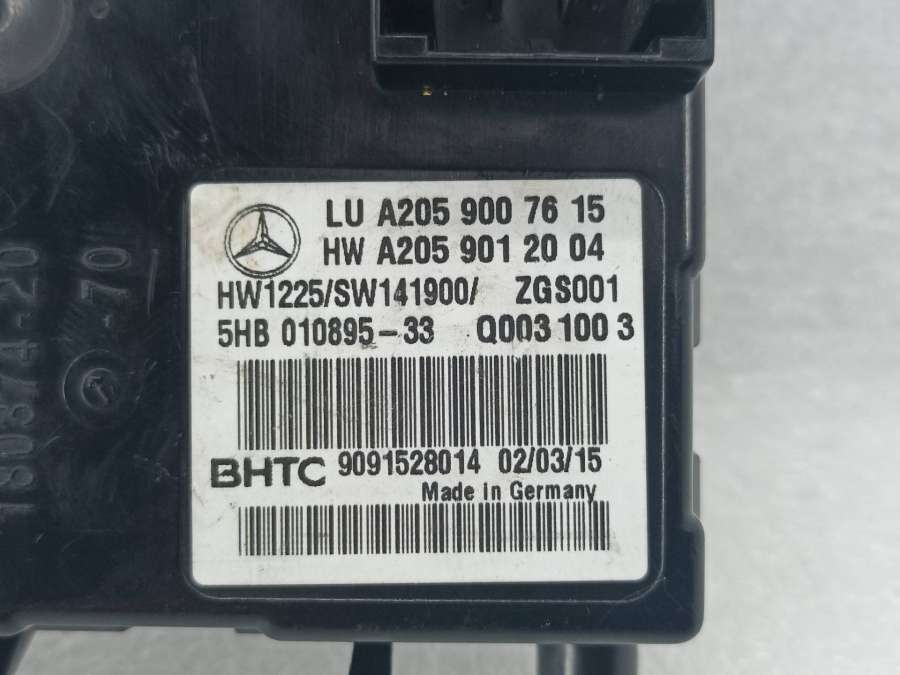 LU A205 900 76 15
HW A205 901 20 04
HW1225/SW141900/ ZGS001
5HB 010895-33 Q003 100 3
BHTC 9091528014 02/03/15
Made in Germany
-70